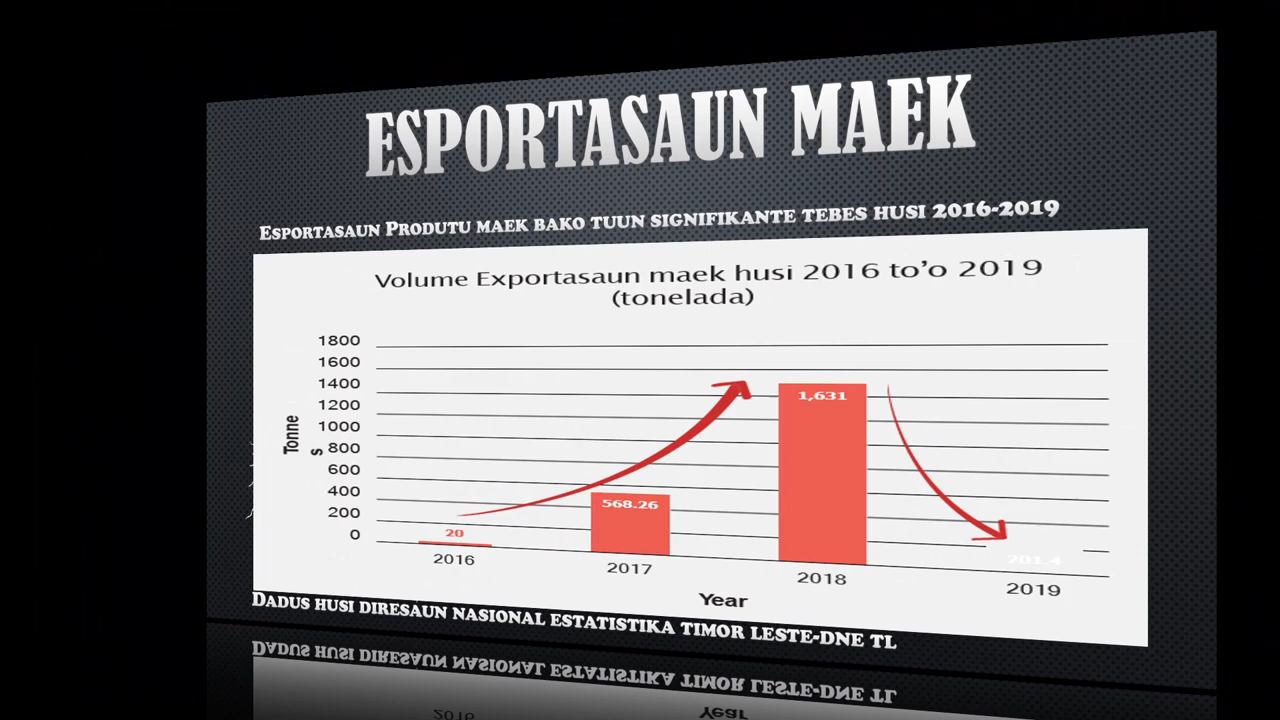 ESPORTASAUN MAEK
ESPORTASAUN PRODUTU MAEK BAKO TUUN SIGNIFIKANTE TEBES HUSI 2016-2019
Volume Exportasaun maek husi 2016 to'o 2019
(tonelada)
1800
1600
1400
1200
1000
800
600
400
200
0
Tonne
$
20
568.26
1,631
201.4
2016
2017
2018
2019
Year
DADUS HUSI DIRESAUN NASIONAL ESTATISTIKA TIMOR LESTE-DNE TL